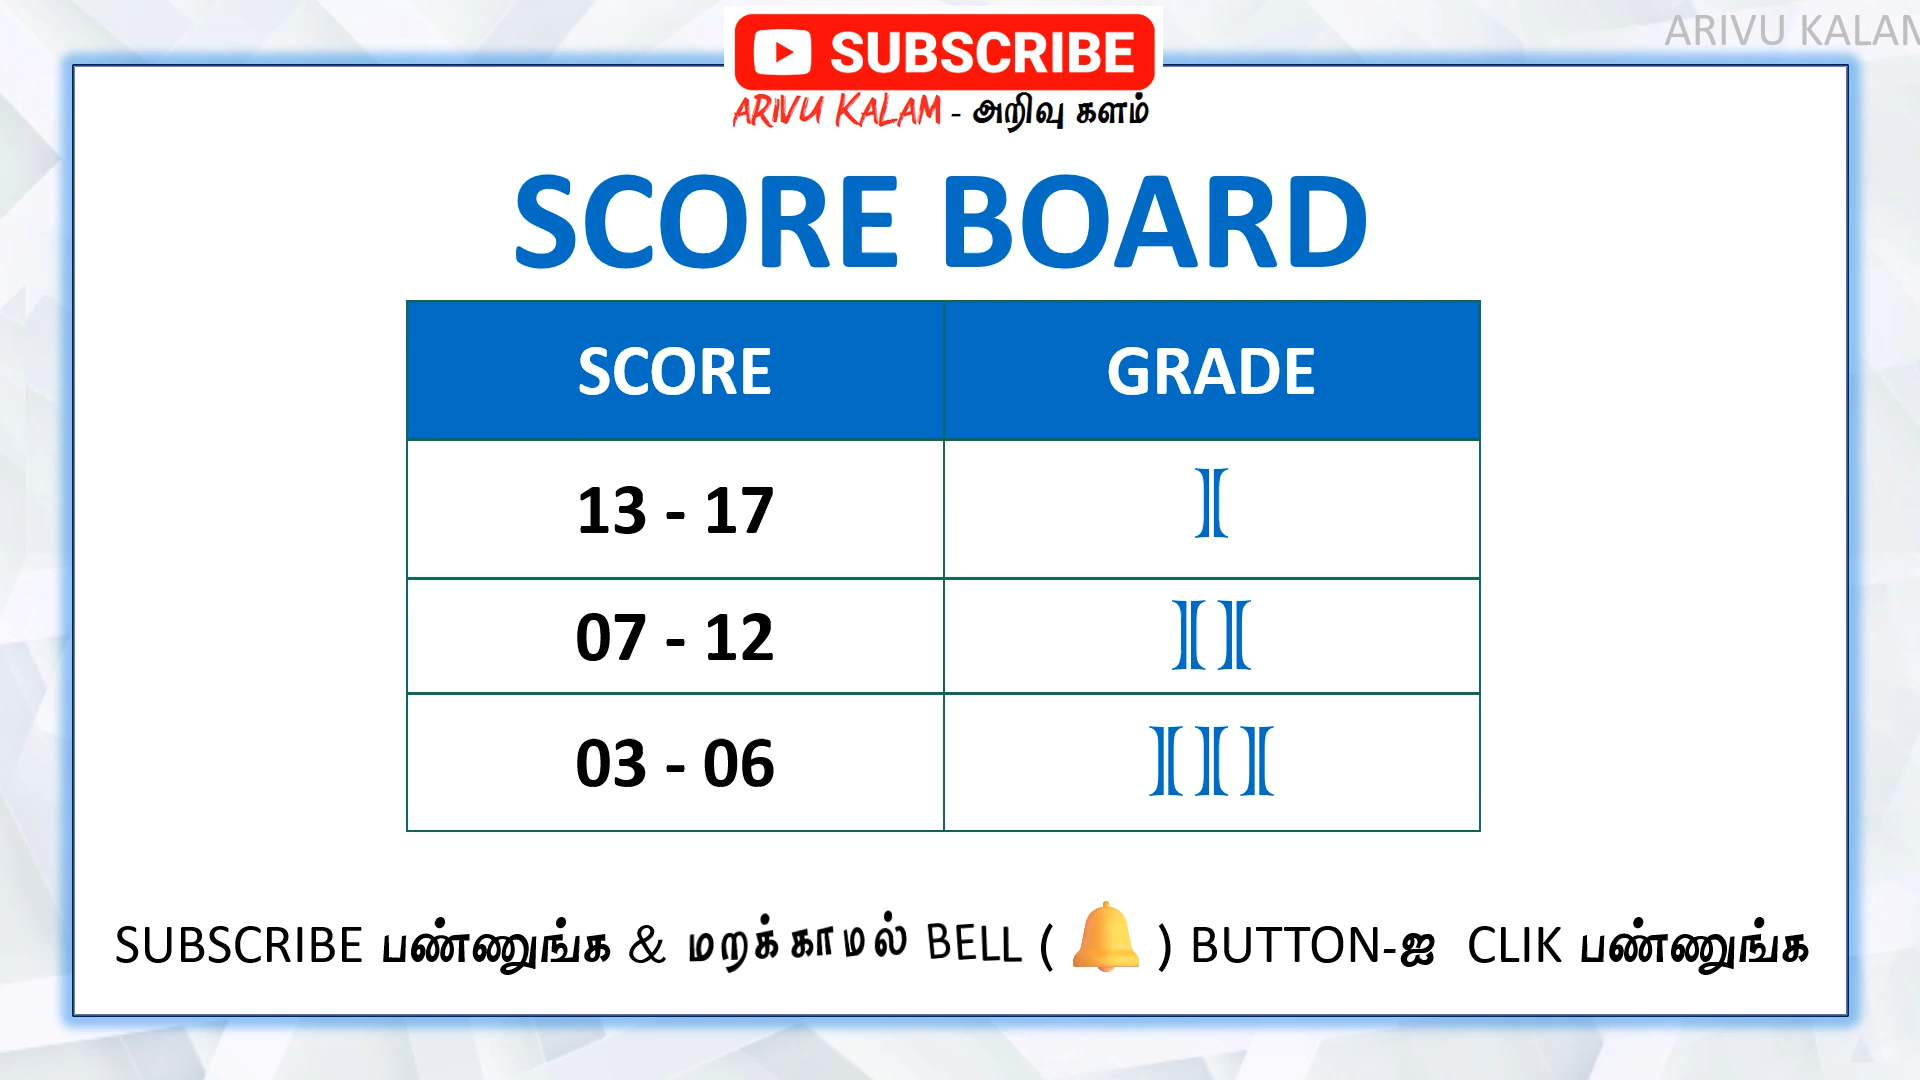 ARIVU KALAM
SUBSCRIBE
ARIVU KALAM - அறிவு களம்
SCORE BOARD
SCORE GRADE
13 - 17 I
07 - 12 II
03 - 06 III
SUBSCRIBE பண்ணுங்க & மறக்காமல் BELL ( 🔔 ) BUTTON-ஐ CLIK பண்ணுங்க